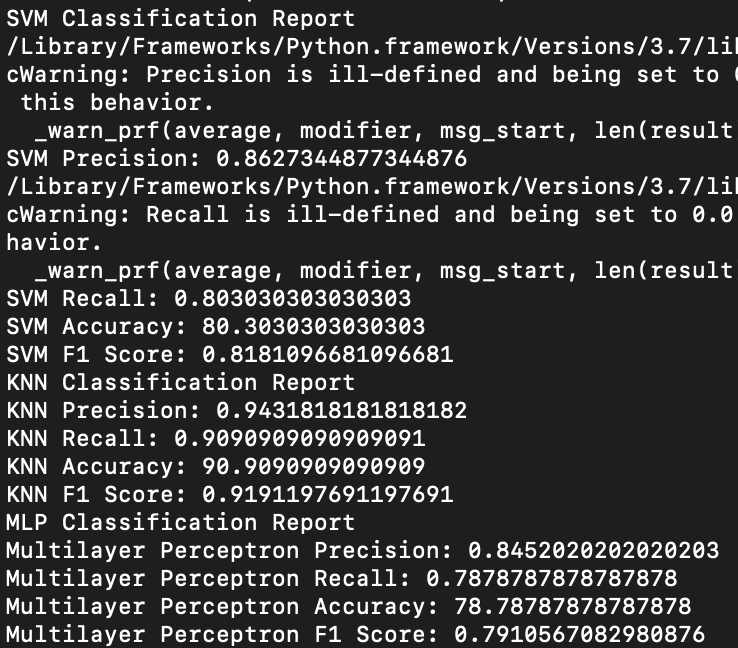 SVM Classification Report
/Library/Frameworks/Python.framework/Versions/3.7/lib
cWarning: Precision is ill-defined and being set to 0
 this behavior.
  _warn_prf(average, modifier, msg_start, len(result
SVM Precision: 0.8627344877344876
/Library/Frameworks/Python.framework/Versions/3.7/lib
cWarning: Recall is ill-defined and being set to 0.0
havior.
  _warn_prf(average, modifier, msg_start, len(result
SVM Recall: 0.803030303030303
SVM Accuracy: 80.3030303030303
SVM F1 Score: 0.8181096681096681
KNN Classification Report
KNN Precision: 0.9431818181818182
KNN Recall: 0.9090909090909091
KNN Accuracy: 90.9090909090909
KNN F1 Score: 0.9191197691197691
MLP Classification Report
Multilayer Perceptron Precision: 0.8452020202020203
Multilayer Perceptron Recall: 0.7878787878787878
Multilayer Perceptron Accuracy: 78.78787878787878
Multilayer Perceptron F1 Score: 0.7910567082980876